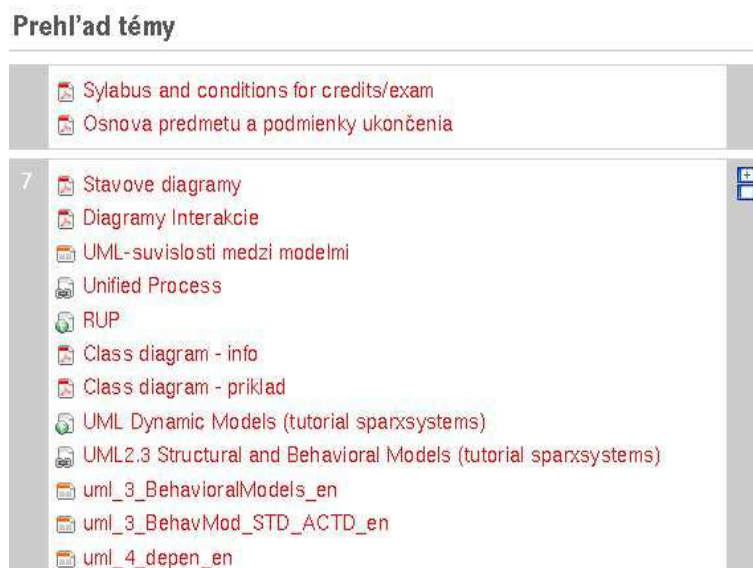 Prehľad témy
Sylabus and conditions for credits/exam
Osnova predmetu a podmienky ukončenia
7
Stavove diagramy
Diagramy Interakcie
UML-suvislosti medzi modelmi
Unified Process
RUP
Class diagram - info
Class diagram - priklad
UML Dynamic Models (tutorial sparxsystems)
UML2.3 Structural and Behavioral Models (tutorial sparxsystems)
uml_3_BehavioralModels_en
uml_3_BehavMod_STD_ACTD_en
uml_4_depen_en